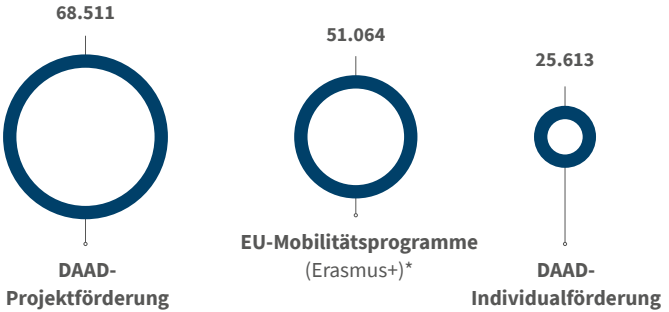 68.511
DAAD-
Projektförderung
51.064
EU-Mobilitätsprogramme
(Erasmus+)*
25.613
DAAD-
Individualförderung